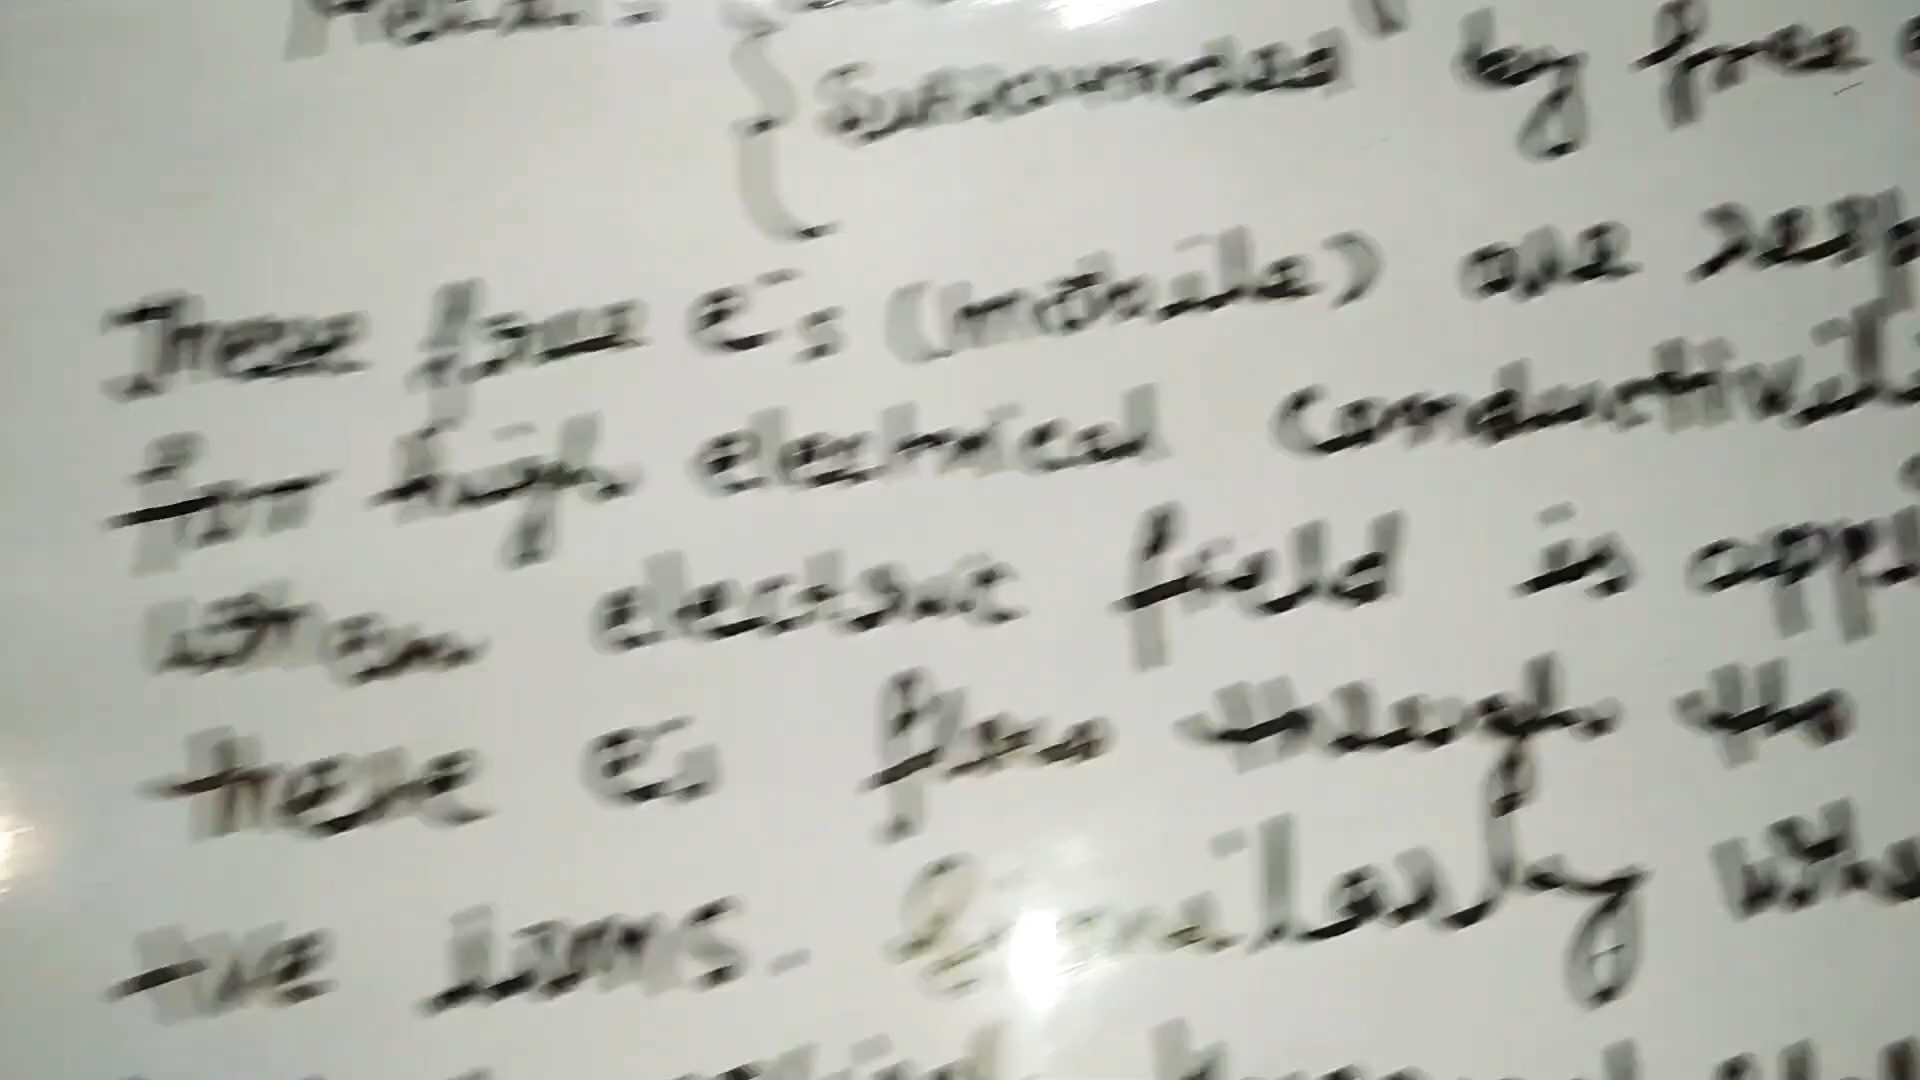 Surrounded by free
These free e⁻s (mobile) are resp
for high electrical conductivit
when electric field is appl
these e⁻s flow through the
+ve ions. Similarly whe